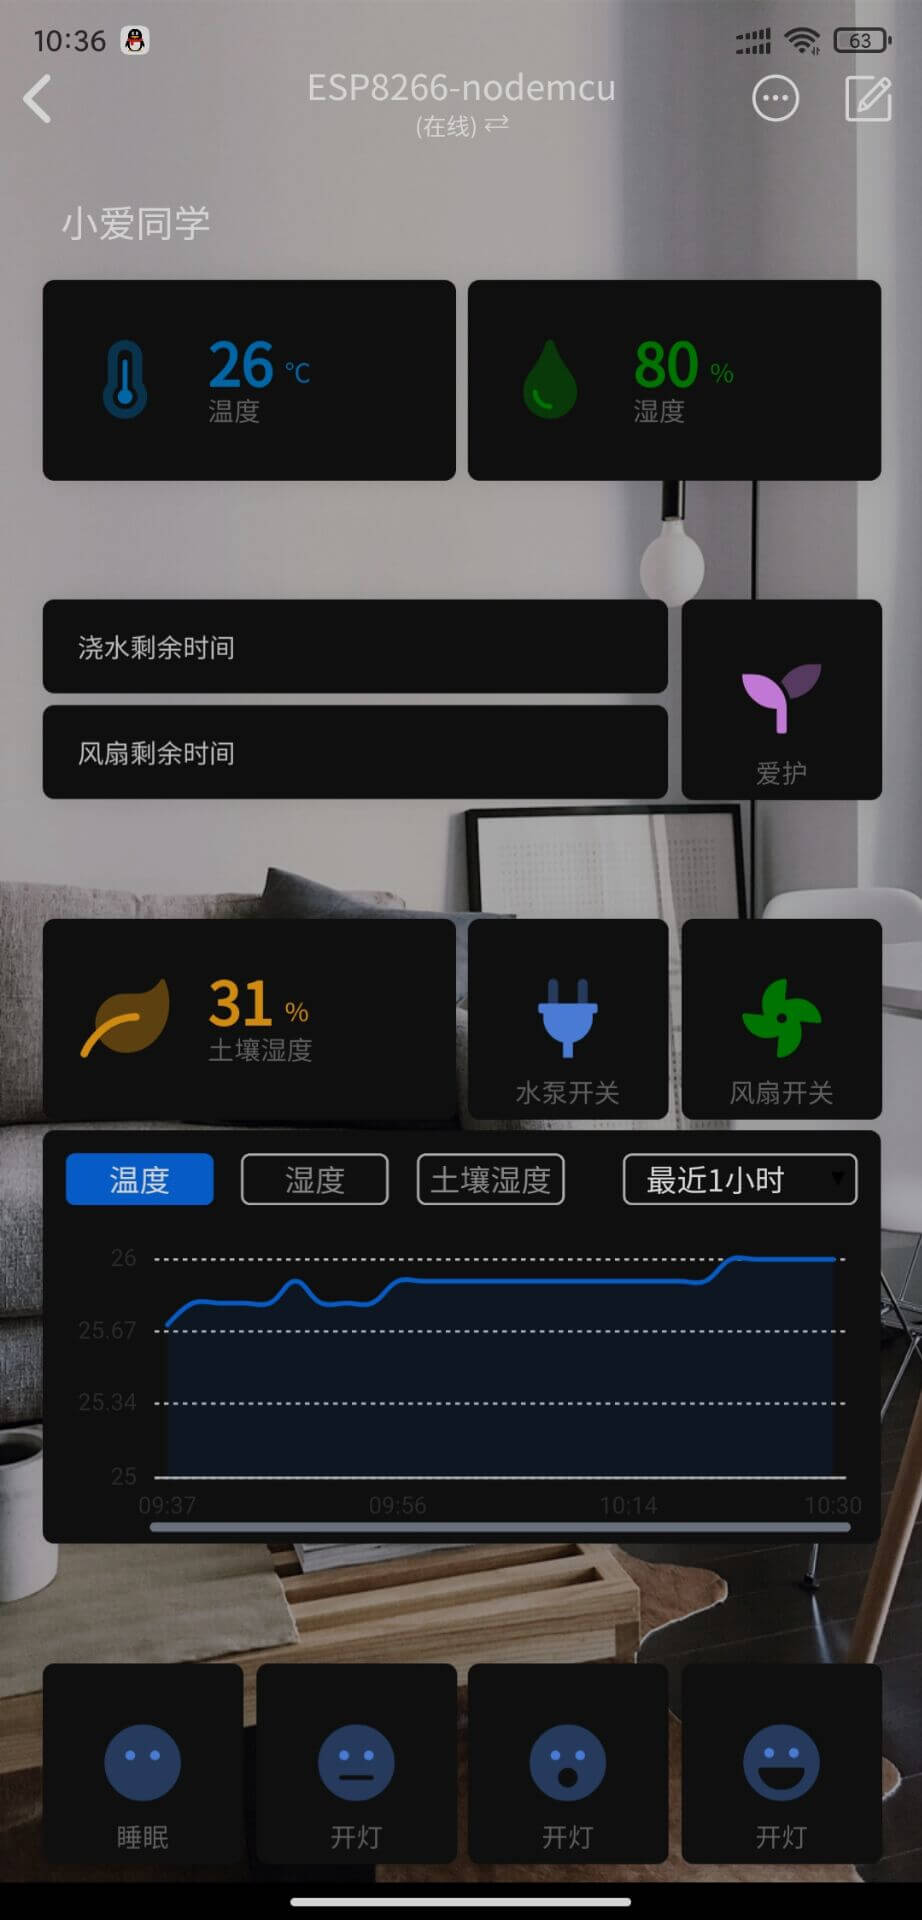 10:36
63
ESP8266-nodemcu
(在线)
小爱同学
26 °C
温度
80 %
湿度
浇水剩余时间
风扇剩余时间
爱护
31 %
土壤湿度
水泵开关
风扇开关
温度 湿度 土壤湿度 最近1小时
26
25.67
25.34
25
09:37 09:56 10:14 10:30
睡眠 开灯 开灯 开灯